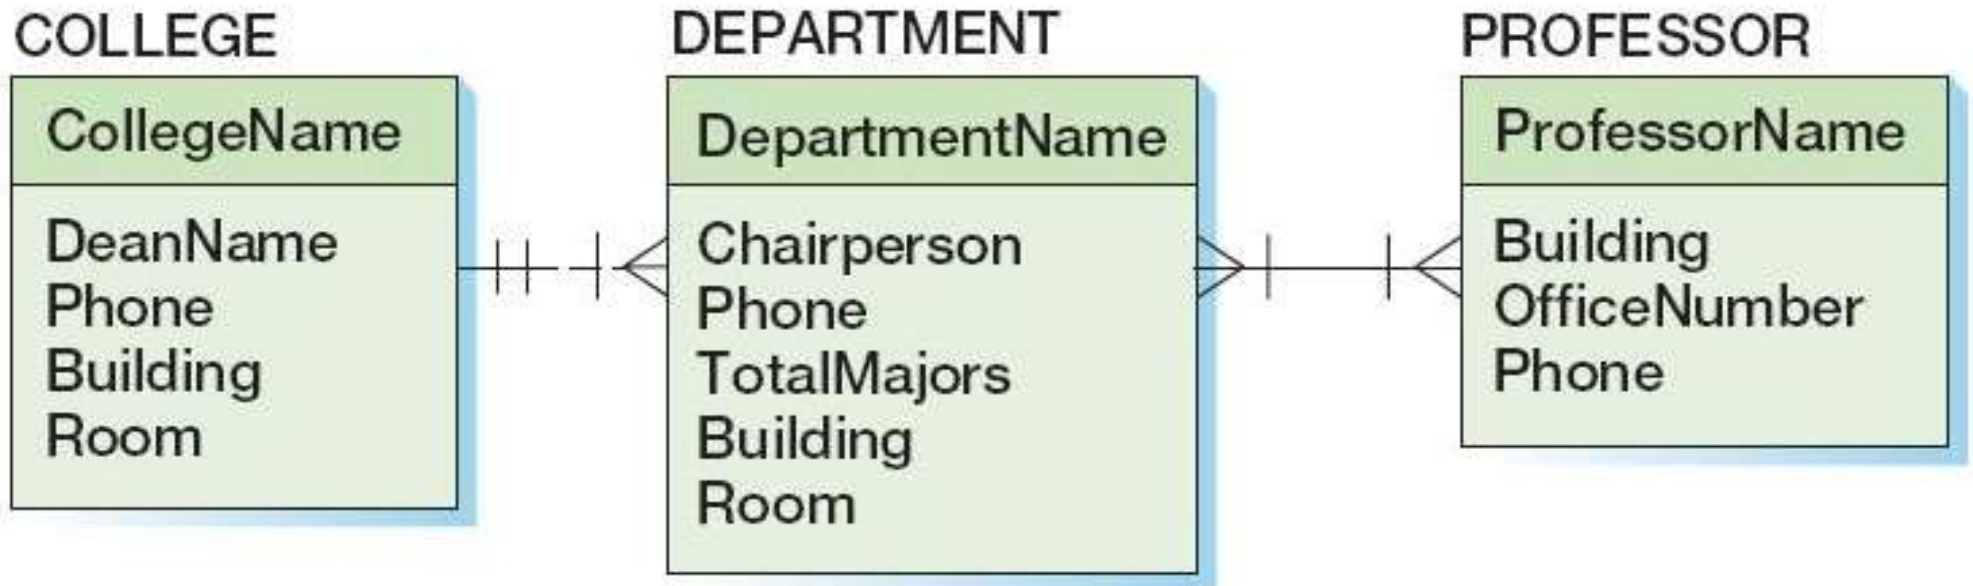 COLLEGE
CollegeName
DeanName
Phone
Building
Room
DEPARTMENT
DepartmentName
Chairperson
Phone
TotalMajors
Building
Room
PROFESSOR
ProfessorName
Building
OfficeNumber
Phone